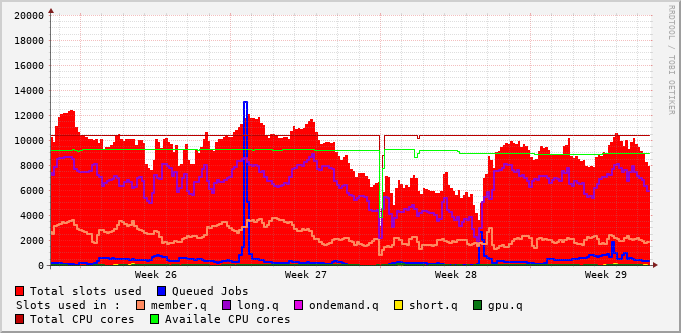 20000
18000
16000
14000
12000
10000
8000
6000
4000
2000
0
Week 26 Week 27 Week 28 Week 29
RRDTOOL / TOBI OETIKER
Total slots used Queued Jobs
Slots used in : member.q long.q ondemand.q short.q gpu.q
Total CPU cores Availale CPU cores